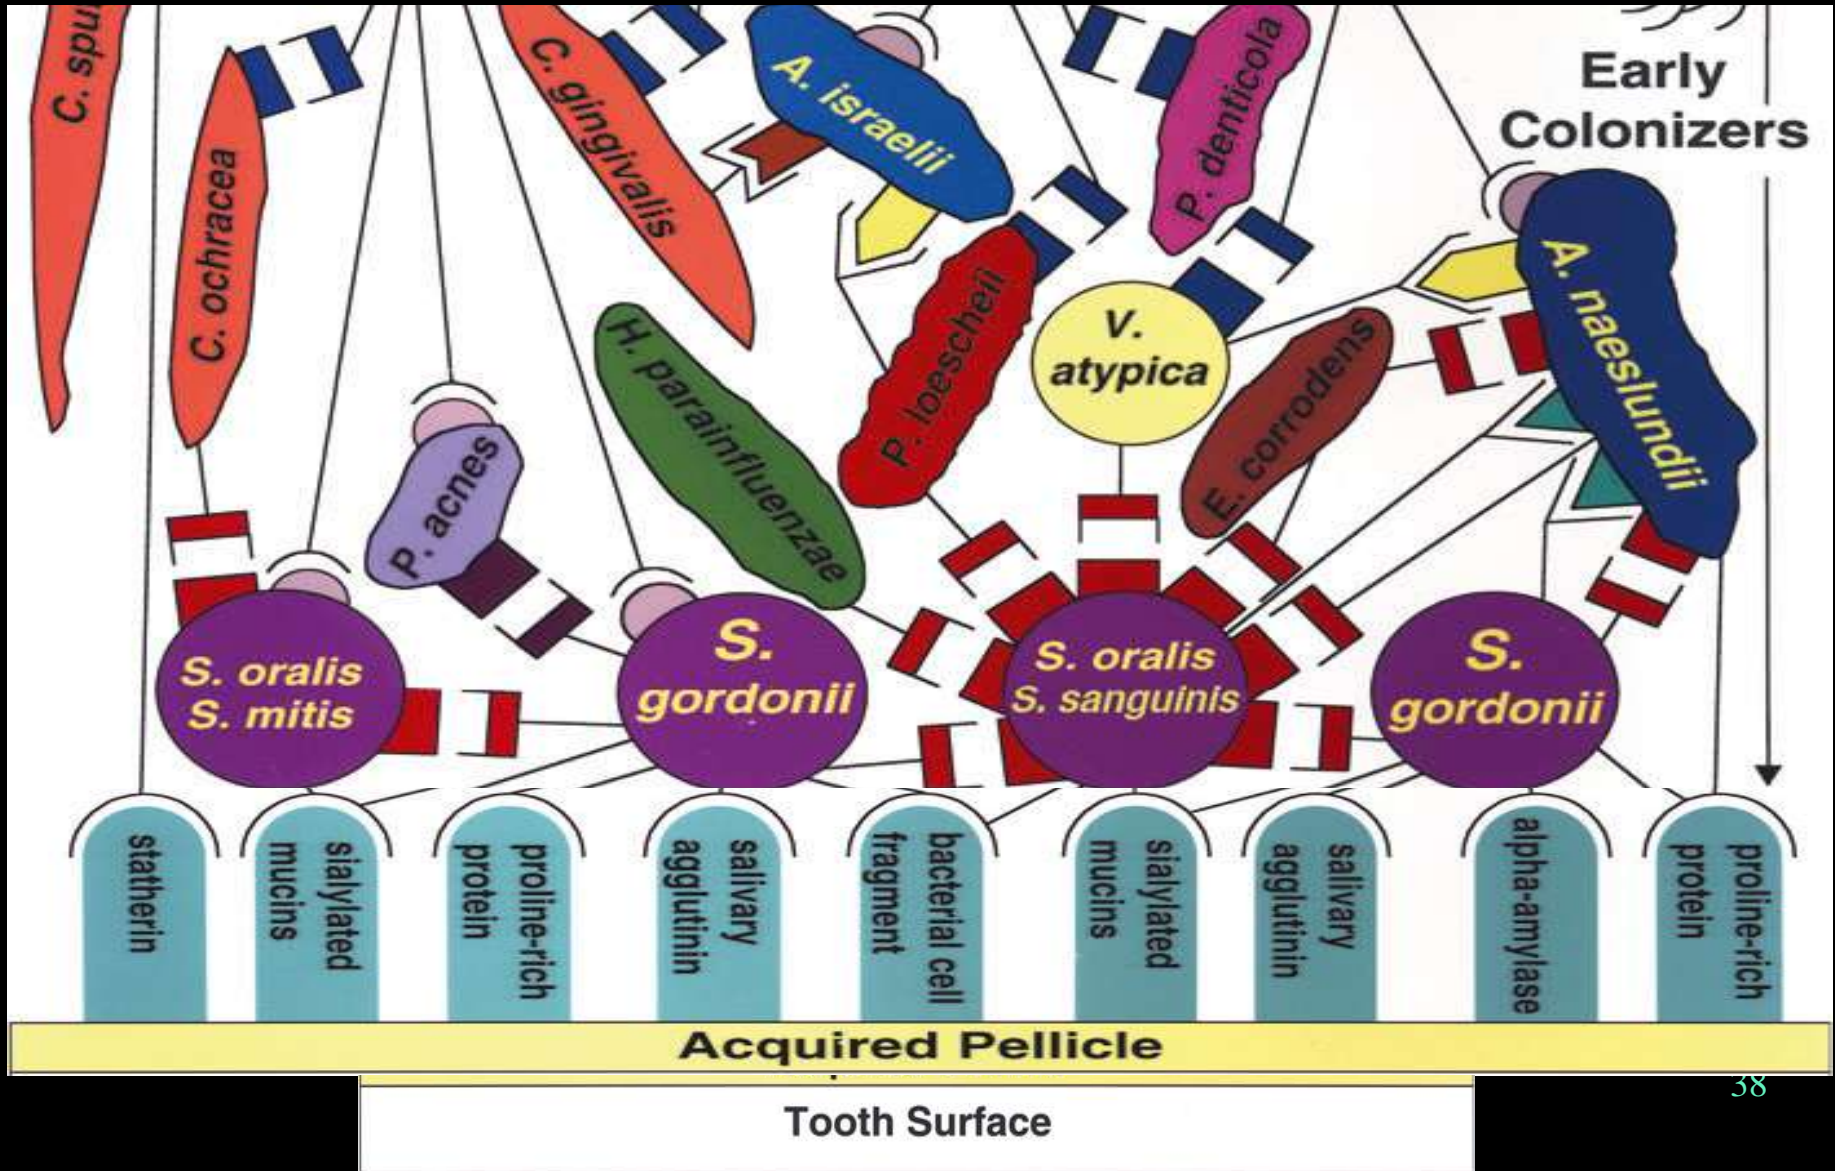 C. spu
C. ochracea
C. gingivalis
A. israelii
P. denticola
Early
Colonizers
A. naeslundii
P. loescheii
V.
atypica
E. corrodens
H. parainfluenzae
P. acnes
S. oralis
S. mitis
S.
gordonii
S. oralis
S. sanguinis
S.
gordonii
statherin
sialylated
mucins
proline-rich
protein
salivary
agglutinin
bacterial cell
fragment
sialylated
mucins
salivary
agglutinin
alpha-amylase
proline-rich
protein
Acquired Pellicle
38
Tooth Surface